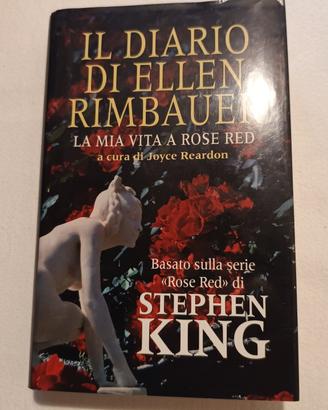 IL DIARIO
DI ELLEN
RIMBAUER
LA MIA VITA A ROSE RED
a cura di Joyce Reardon
Basato sulla serie
«Rose Red» di
STEPHEN
KING